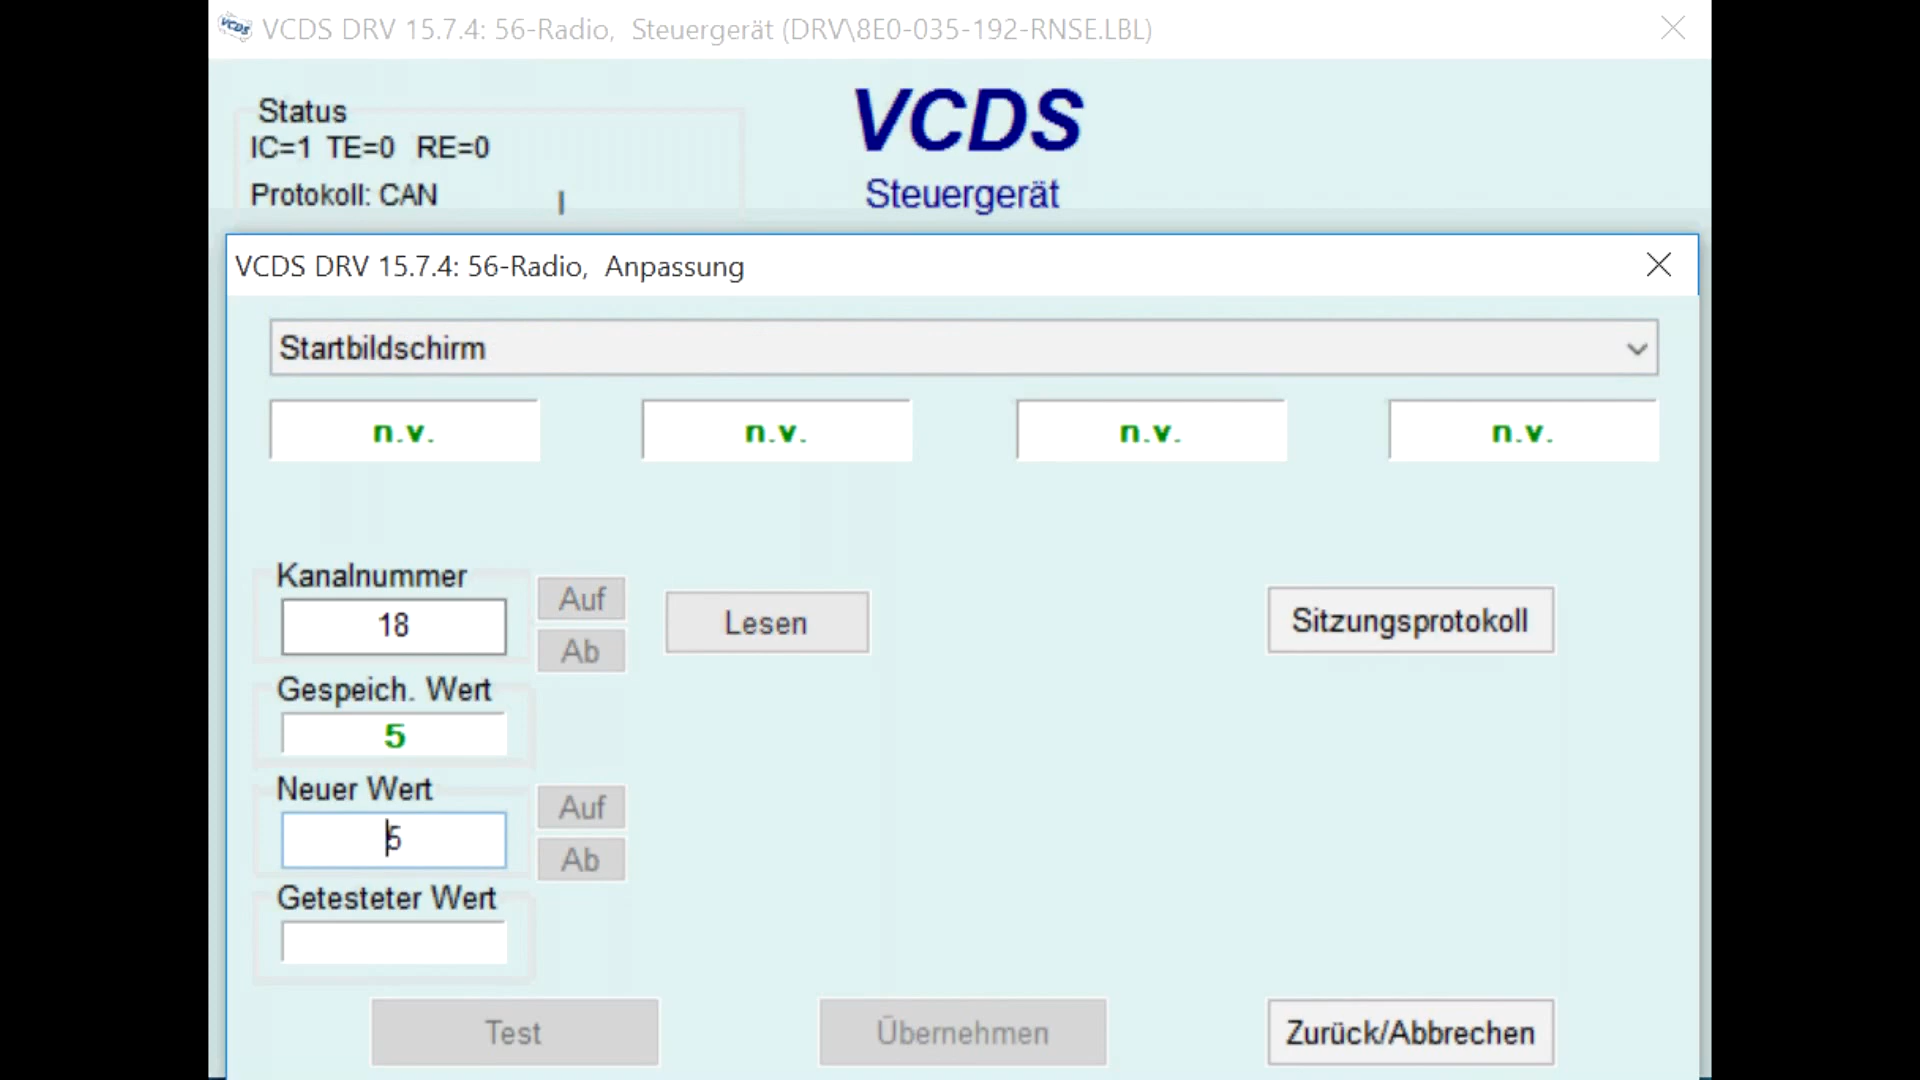 VCDS
VCDS DRV 15.7.4: 56-Radio, Steuergerät (DRV\8E0-035-192-RNSE.LBL)
Status
IC=1 TE=0 RE=0
Protokoll: CAN
VCDS
Steuergerät
VCDS DRV 15.7.4: 56-Radio, Anpassung
Startbildschirm
n.v. n.v. n.v. n.v.
Kanalnummer
18
Auf
Ab
Lesen
Sitzungsprotokoll
Gespeich. Wert
5
Neuer Wert
5
Auf
Ab
Getesteter Wert
Test
Übernehmen
Zurück/Abbrechen